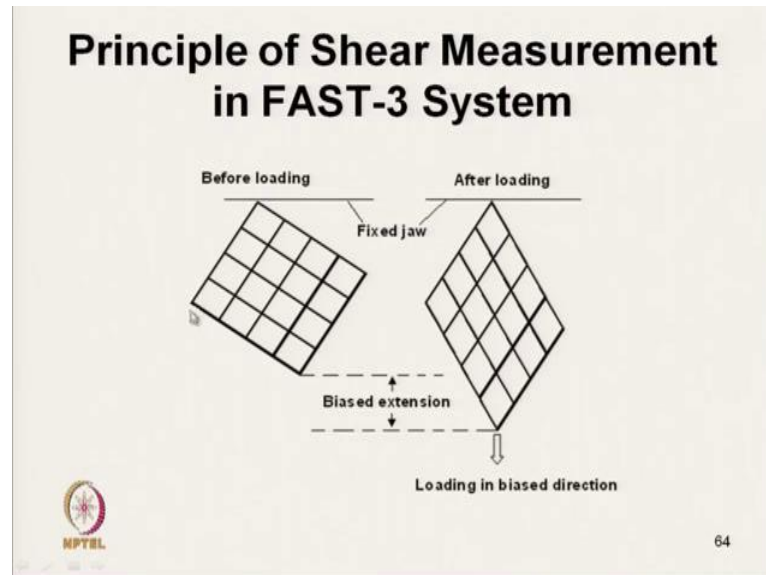 Principle of Shear Measurement
in FAST-3 System
Before loading
After loading
Fixed jaw
Biased extension
Loading in biased direction
NPTEL
64